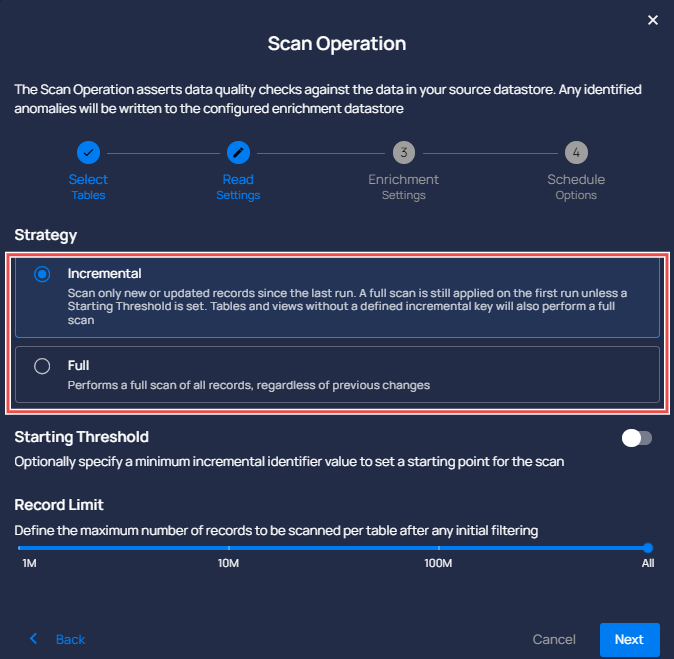 Scan Operation
The Scan Operation asserts data quality checks against the data in your source datastore. Any identified
anomalies will be written to the configured enrichment datastore
3
4
Select
Read
Enrichment
Schedule
Tables
Settings
Settings
Options
Strategy
Incremental
Scan only new or updated records since the last run. A full scan is still applied on the first run unless a
Starting Threshold is set. Tables and views without a defined incremental key will also perform a full
scan
Full
Performs a full scan of all records, regardless of previous changes
Starting Threshold
Optionally specify a minimum incremental identifier value to set a starting point for the scan
Record Limit
Define the maximum number of records to be scanned per table after any initial filtering
1M
10M
100M
All
Back
Cancel
Next